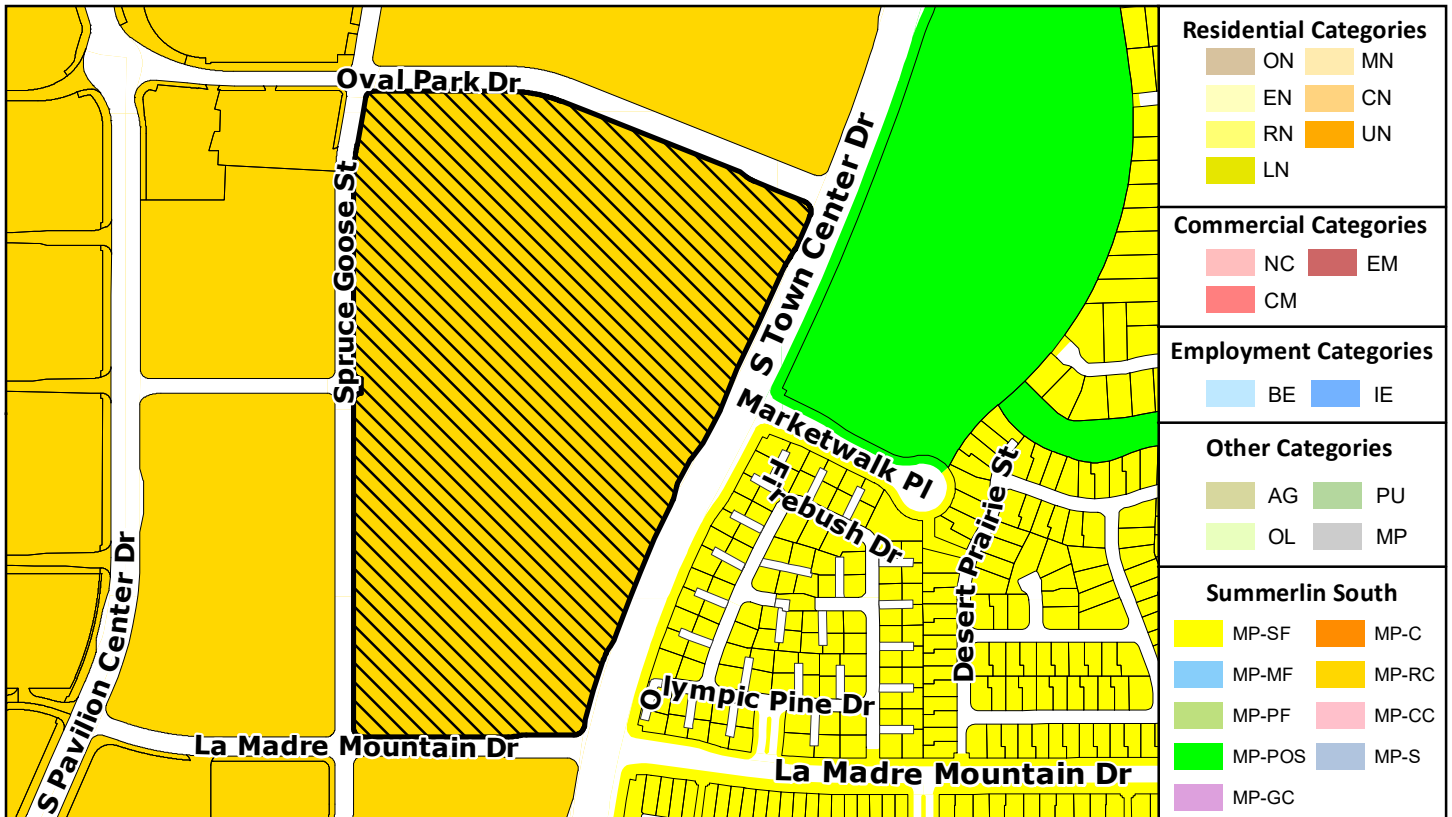 Oval Park Dr
S Town Center Dr
Spruce Goose St
Marketwalk Pl
Firebush Dr
Desert Prairie St
S Pavilion Center Dr
Olympic Pine Dr
La Madre Mountain Dr
La Madre Mountain Dr
Residential Categories
ON MN
EN CN
RN UN
LN
Commercial Categories
NC EM
CM
Employment Categories
BE IE
Other Categories
AG PU
OL MP
Summerlin South
MP-SF MP-C
MP-MF MP-RC
MP-PF MP-CC
MP-POS MP-S
MP-GC